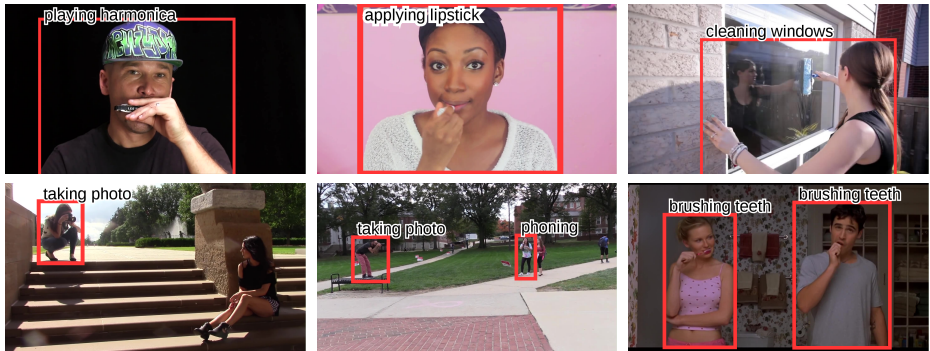 playing harmonica
applying lipstick
cleaning windows
taking photo
taking photo
phoning
brushing teeth
brushing teeth